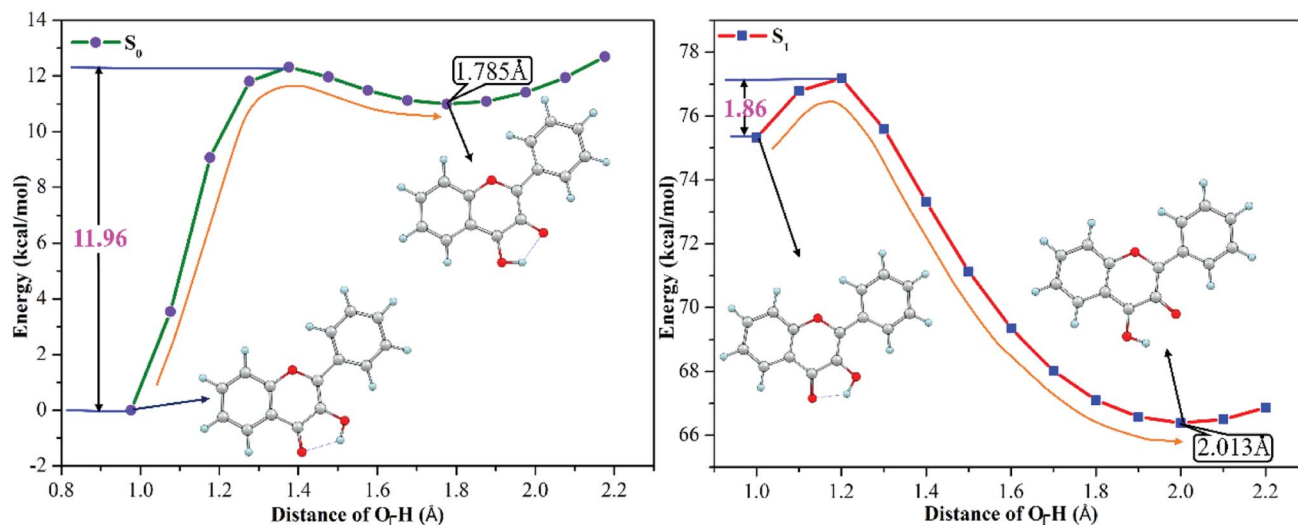 14
12
10
8
6
4
2
0
-2
Energy (kcal/mol)
S0
11.96
1.785Å
0.8 1.0 1.2 1.4 1.6 1.8 2.0 2.2
Distance of O1-H (Å)
78
76
74
72
70
68
66
Energy (kcal/mol)
S1
1.86
2.013Å
1.0 1.2 1.4 1.6 1.8 2.0 2.2
Distance of O1-H (Å)